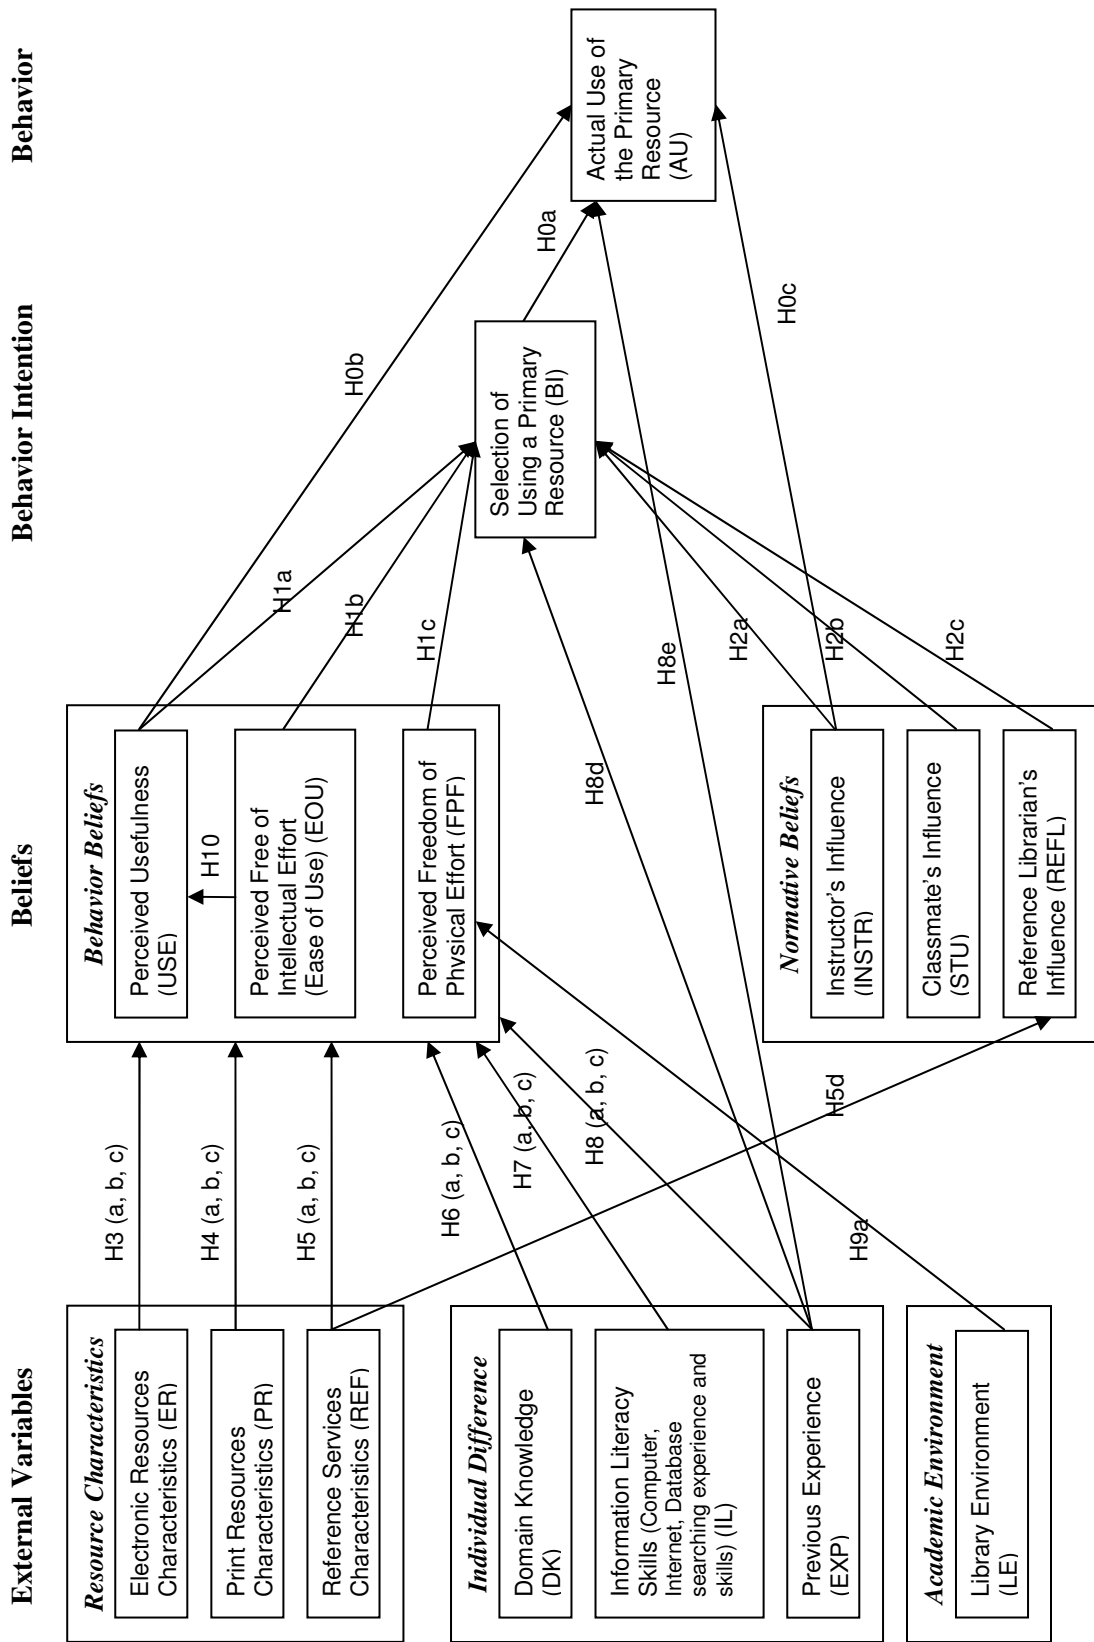 External Variables
Beliefs
Behavior Intention
Behavior
Resource Characteristics
Electronic Resources
Characteristics (ER)
Print Resources
Characteristics (PR)
Reference Services
Characteristics (REF)
Individual Difference
Domain Knowledge
(DK)
Information Literacy
Skills (Computer,
Internet, Database
searching experience and
skills) (IL)
Previous Experience
(EXP)
Academic Environment
Library Environment
(LE)
H3 (a, b, c)
H4 (a, b, c)
H5 (a, b, c)
H6 (a, b, c)
H7 (a, b, c)
H8 (a, b, c)
H5d
H9a
Behavior Beliefs
Perceived Usefulness
(USE)
H10
Perceived Free of
Intellectual Effort
(Ease of Use) (EOU)
Perceived Freedom of
Physical Effort (FPF)
Normative Beliefs
Instructor's Influence
(INSTR)
Classmate's Influence
(STU)
Reference Librarian's
Influence (REFL)
H1a
H1b
H1c
H8d
H8e
H2a
H2b
H2c
H0b
Selection of
Using a Primary
Resource (BI)
H0a
H0c
Actual Use of
the Primary
Resource
(AU)